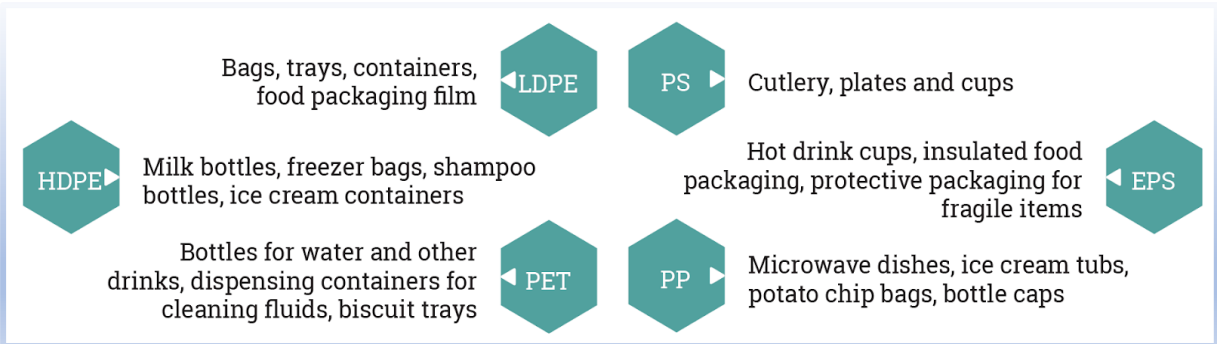 LDPE
Bags, trays, containers,
food packaging film
PS
Cutlery, plates and cups
HDPE
Milk bottles, freezer bags, shampoo
bottles, ice cream containers
EPS
Hot drink cups, insulated food
packaging, protective packaging for
fragile items
PET
Bottles for water and other
drinks, dispensing containers for
cleaning fluids, biscuit trays
PP
Microwave dishes, ice cream tubs,
potato chip bags, bottle caps